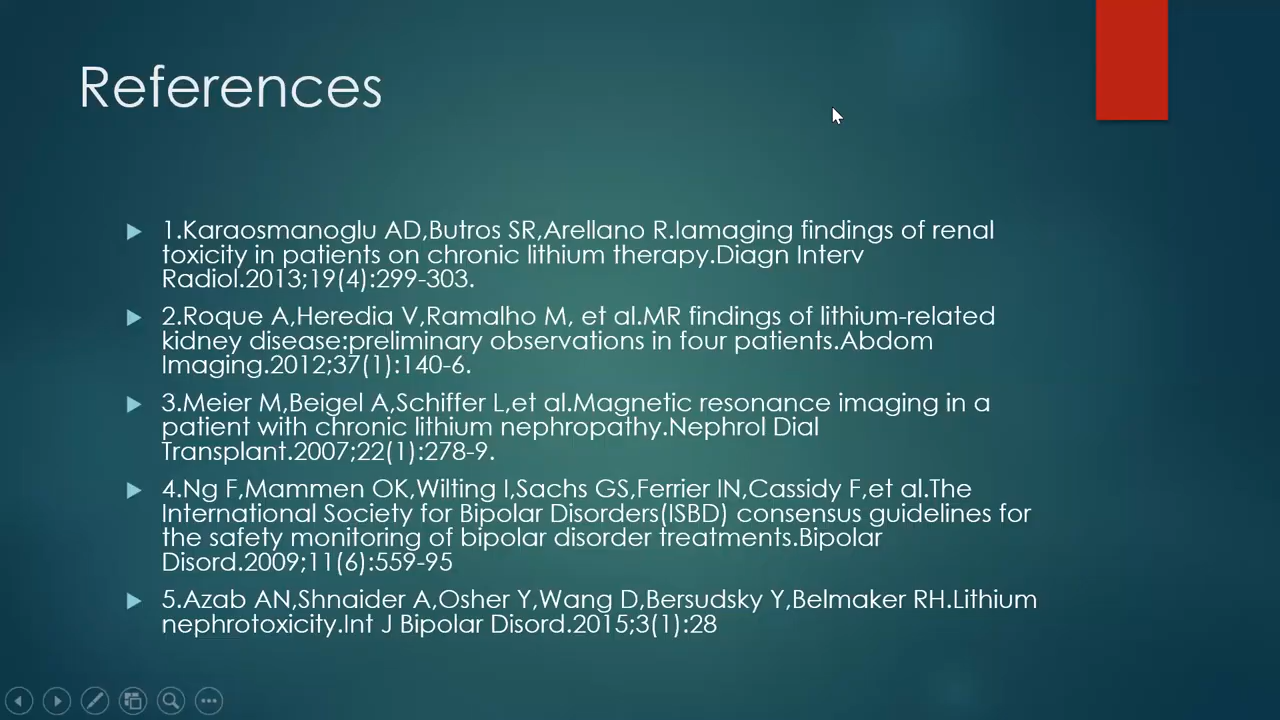 References
1.Karaosmanoglu AD,Butros SR,Arellano R.Iamaging findings of renal
toxicity in patients on chronic lithium therapy.Diagn Interv
Radiol.2013;19(4):299-303.
2.Roque A,Heredia V,Ramalho M, et al.MR findings of lithium-related
kidney disease:preliminary observations in four patients.Abdom
Imaging.2012;37(1):140-6.
3.Meier M,Beigel A,Schiffer L,et al.Magnetic resonance imaging in a
patient with chronic lithium nephropathy.Nephrol Dial
Transplant.2007;22(1):278-9.
4.Ng F,Mammen OK,Wilting I,Sachs GS,Ferrier IN,Cassidy F,et al.The
International Society for Bipolar Disorders(ISBD) consensus guidelines for
the safety monitoring of bipolar disorder treatments.Bipolar
Disord.2009;11(6):559-95
5.Azab AN,Shnaider A,Osher Y,Wang D,Bersudsky Y,Belmaker RH.Lithium
nephrotoxicity.Int J Bipolar Disord.2015;3(1):28